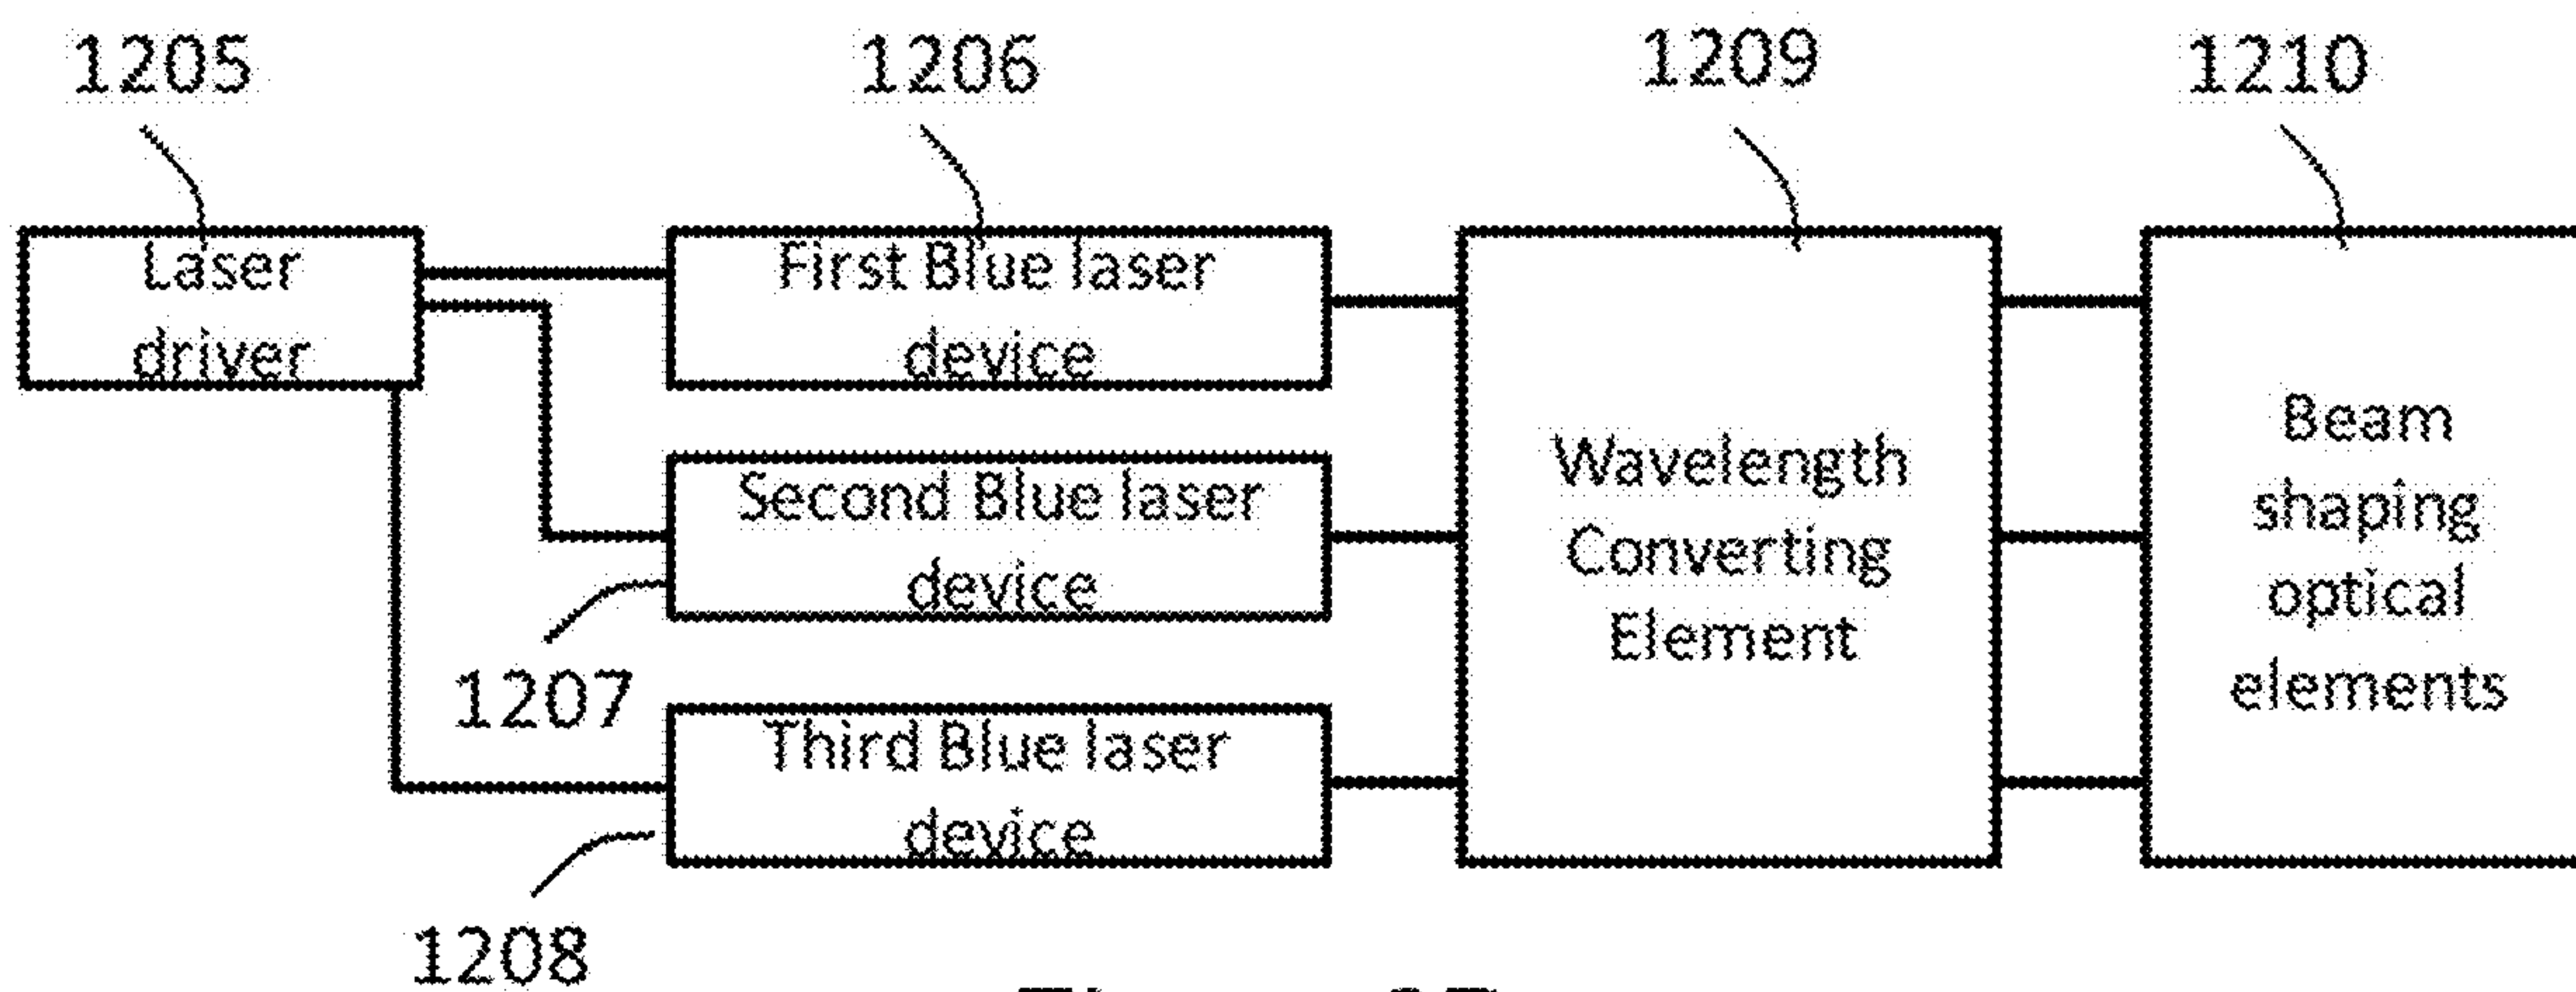 1205
1206
1209
1210
Laser
driver
First Blue laser
device
Second Blue laser
device
1207
Third Blue laser
device
1208
Wavelength
Converting
Element
Beam
shaping
optical
elements